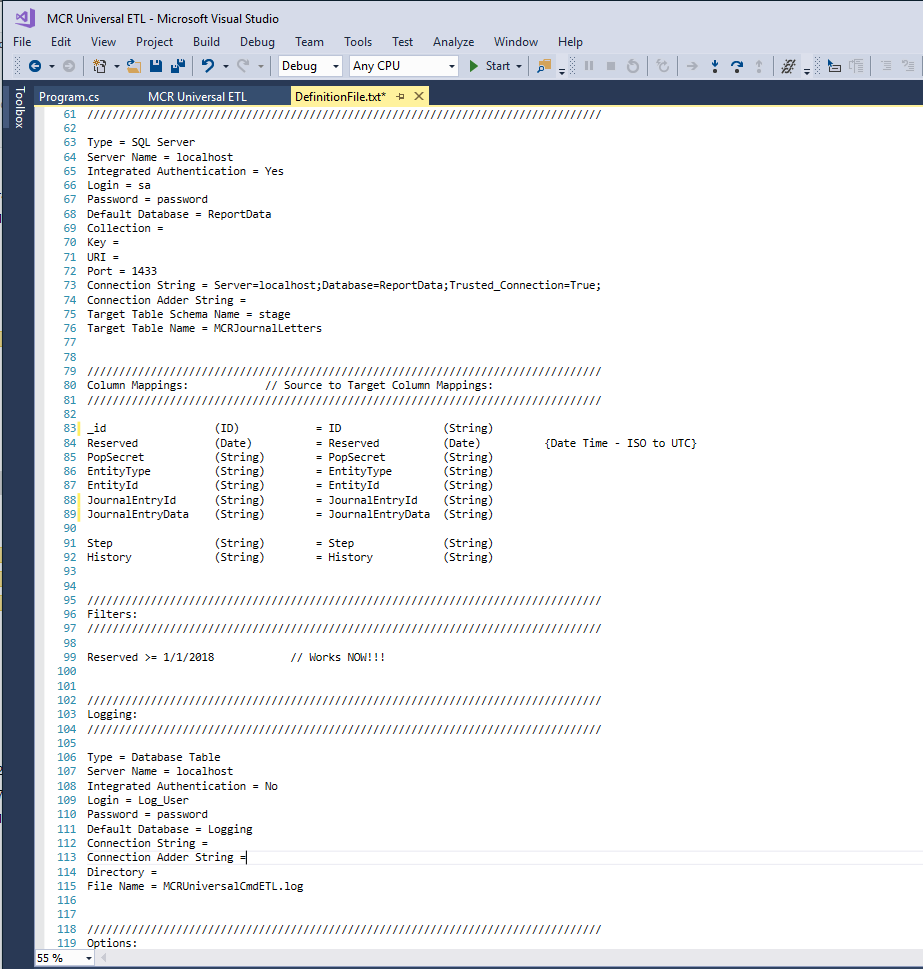 MCR Universal ETL - Microsoft Visual Studio
File Edit View Project Build Debug Team Tools Test Analyze Window Help
Debug Any CPU Start
Toolbox
Program.cs MCR Universal ETL DefinitionFile.txt*
61 /////////////////////////////////////////////////////////////////////////////////
62
63 Type = SQL Server
64 Server Name = localhost
65 Integrated Authentication = Yes
66 Login = sa
67 Password = password
68 Default Database = ReportData
69 Collection =
70 Key =
71 URI =
72 Port = 1433
73 Connection String = Server=localhost;Database=ReportData;Trusted_Connection=True;
74 Connection Adder String =
75 Target Table Schema Name = stage
76 Target Table Name = MCRJournalLetters
77
78
79 /////////////////////////////////////////////////////////////////////////////////
80 Column Mappings: // Source to Target Column Mappings:
81 /////////////////////////////////////////////////////////////////////////////////
82
83 _id (ID) = ID (String)
84 Reserved (Date) = Reserved (Date) {Date Time - ISO to UTC}
85 PopSecret (String) = PopSecret (String)
86 EntityType (String) = EntityType (String)
87 EntityId (String) = EntityId (String)
88 JournalEntryId (String) = JournalEntryId (String)
89 JournalEntryData (String) = JournalEntryData (String)
90
91 Step (String) = Step (String)
92 History (String) = History (String)
93
94
95 /////////////////////////////////////////////////////////////////////////////////
96 Filters:
97 /////////////////////////////////////////////////////////////////////////////////
98
99 Reserved >= 1/1/2018 // Works NOW!!!
100
101
102 /////////////////////////////////////////////////////////////////////////////////
103 Logging:
104 /////////////////////////////////////////////////////////////////////////////////
105
106 Type = Database Table
107 Server Name = localhost
108 Integrated Authentication = No
109 Login = Log_User
110 Password = password
111 Default Database = Logging
112 Connection String =
113 Connection Adder String =
114 Directory =
115 File Name = MCRUniversalCmdETL.log
116
117
118 /////////////////////////////////////////////////////////////////////////////////
119 Options:
55 %